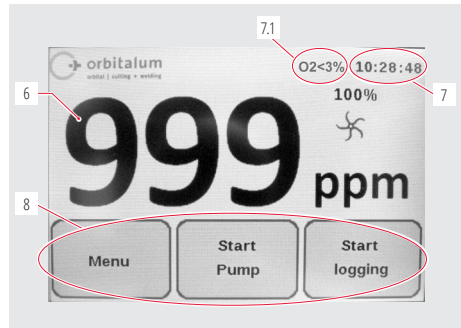 7.1
orbitalum
orbital | cutting + welding
O2<3% 10:28:48
6
100%
7
999 ppm
8
Menu
Start
Pump
Start
logging